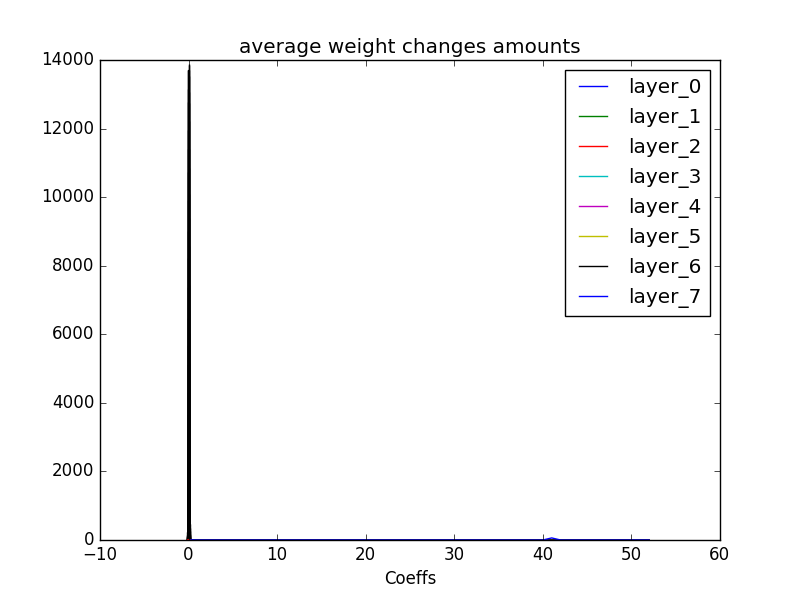 average weight changes amounts
14000
12000
10000
8000
6000
4000
2000
0
layer_0
layer_1
layer_2
layer_3
layer_4
layer_5
layer_6
layer_7
−10 0 10 20 30 40 50 60
Coeffs